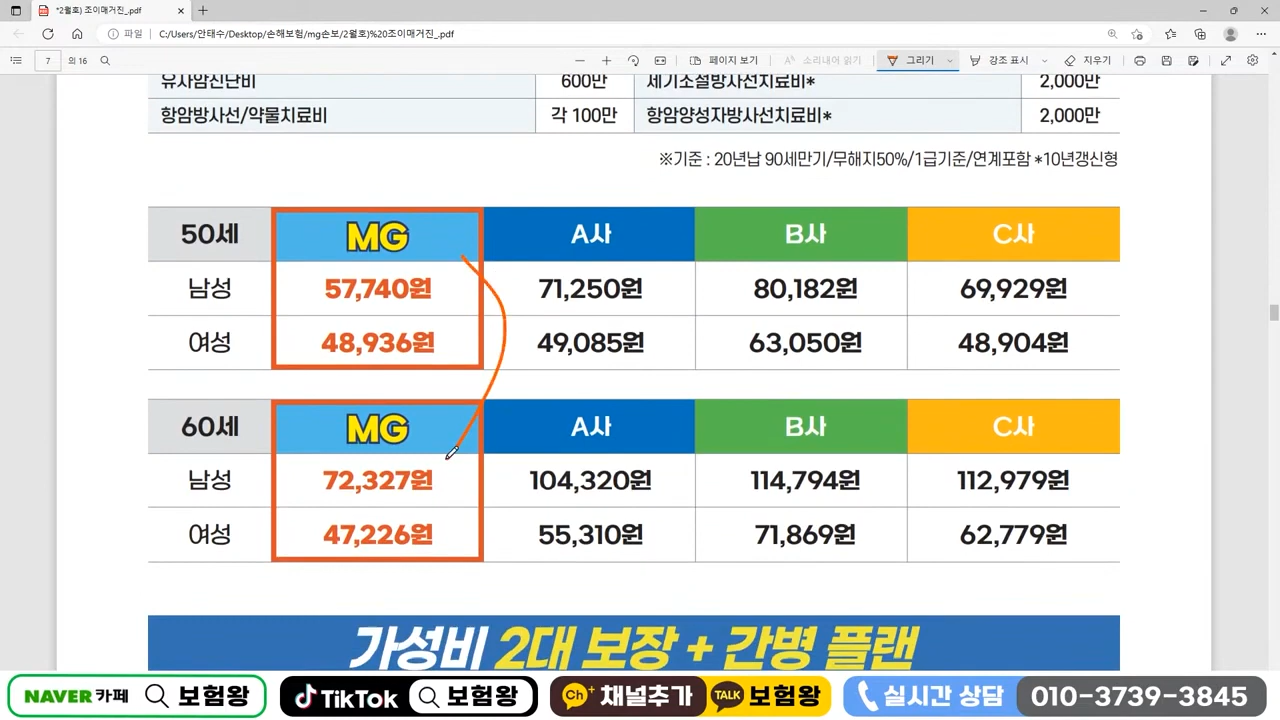 *2월호) 조이매거진_.pdf
파일 C:/Users/안태수/Desktop/손해보험/mg손보/2월호)%20조이매거진_.pdf
7 의 16 페이지 보기 소리내어 읽기 그리기 강조 표시 지우기
유사암진단비 600만 세기조절방사선치료비* 2,000만
항암방사선/약물치료비 각 100만 항암양성자방사선치료비* 2,000만
※기준 : 20년납 90세만기/무해지50%/1급기준/연계포함 *10년갱신형
50세 MG A사 B사 C사
남성 57,740원 71,250원 80,182원 69,929원
여성 48,936원 49,085원 63,050원 48,904원
60세 MG A사 B사 C사
남성 72,327원 104,320원 114,794원 112,979원
여성 47,226원 55,310원 71,869원 62,779원
가성비 2대 보장 + 간병 플랜
NAVER 카페 보험왕 TikTok 보험왕 Ch+ 채널추가 TALK 보험왕 실시간 상담 010-3739-3845